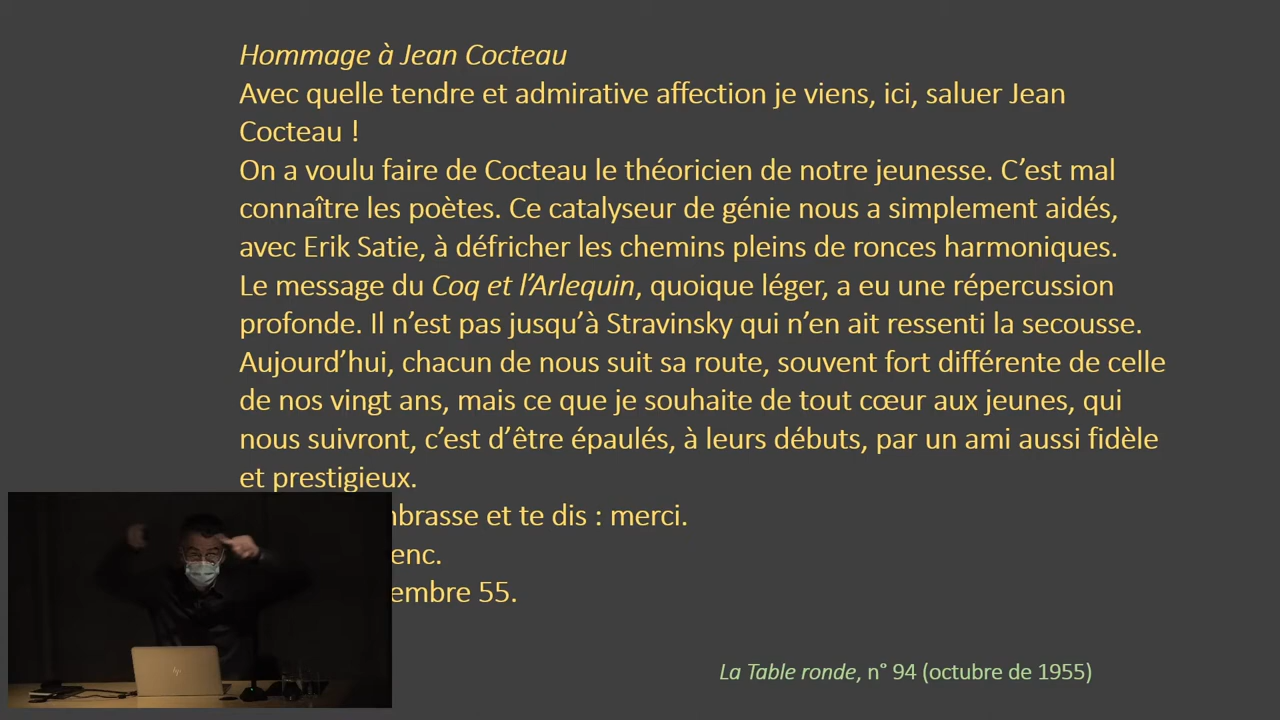 Hommage à Jean Cocteau
Avec quelle tendre et admirative affection je viens, ici, saluer Jean
Cocteau !
On a voulu faire de Cocteau le théoricien de notre jeunesse. C’est mal
connaître les poètes. Ce catalyseur de génie nous a simplement aidés,
avec Erik Satie, à défricher les chemins pleins de ronces harmoniques.
Le message du Coq et l’Arlequin, quoique léger, a eu une répercussion
profonde. Il n’est pas jusqu’à Stravinsky qui n’en ait ressenti la secousse.
Aujourd’hui, chacun de nous suit sa route, souvent fort différente de celle
de nos vingt ans, mais ce que je souhaite de tout cœur aux jeunes, qui
nous suivront, c’est d’être épaulés, à leurs débuts, par un ami aussi fidèle
et prestigieux.
brasse et te dis : merci.
enc.
embre 55.
hp
La Table ronde, n° 94 (octobre de 1955)